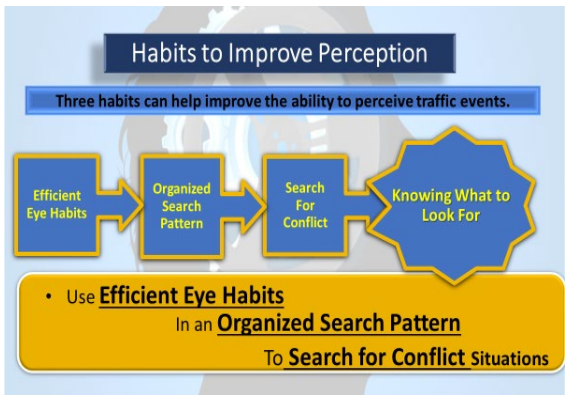 Habits to Improve Perception
Three habits can help improve the ability to perceive traffic events.
Efficient
Eye Habits
Organized
Search
Pattern
Search
For
Conflict
Knowing What to
Look For
• Use Efficient Eye Habits
In an Organized Search Pattern
To Search for Conflict Situations